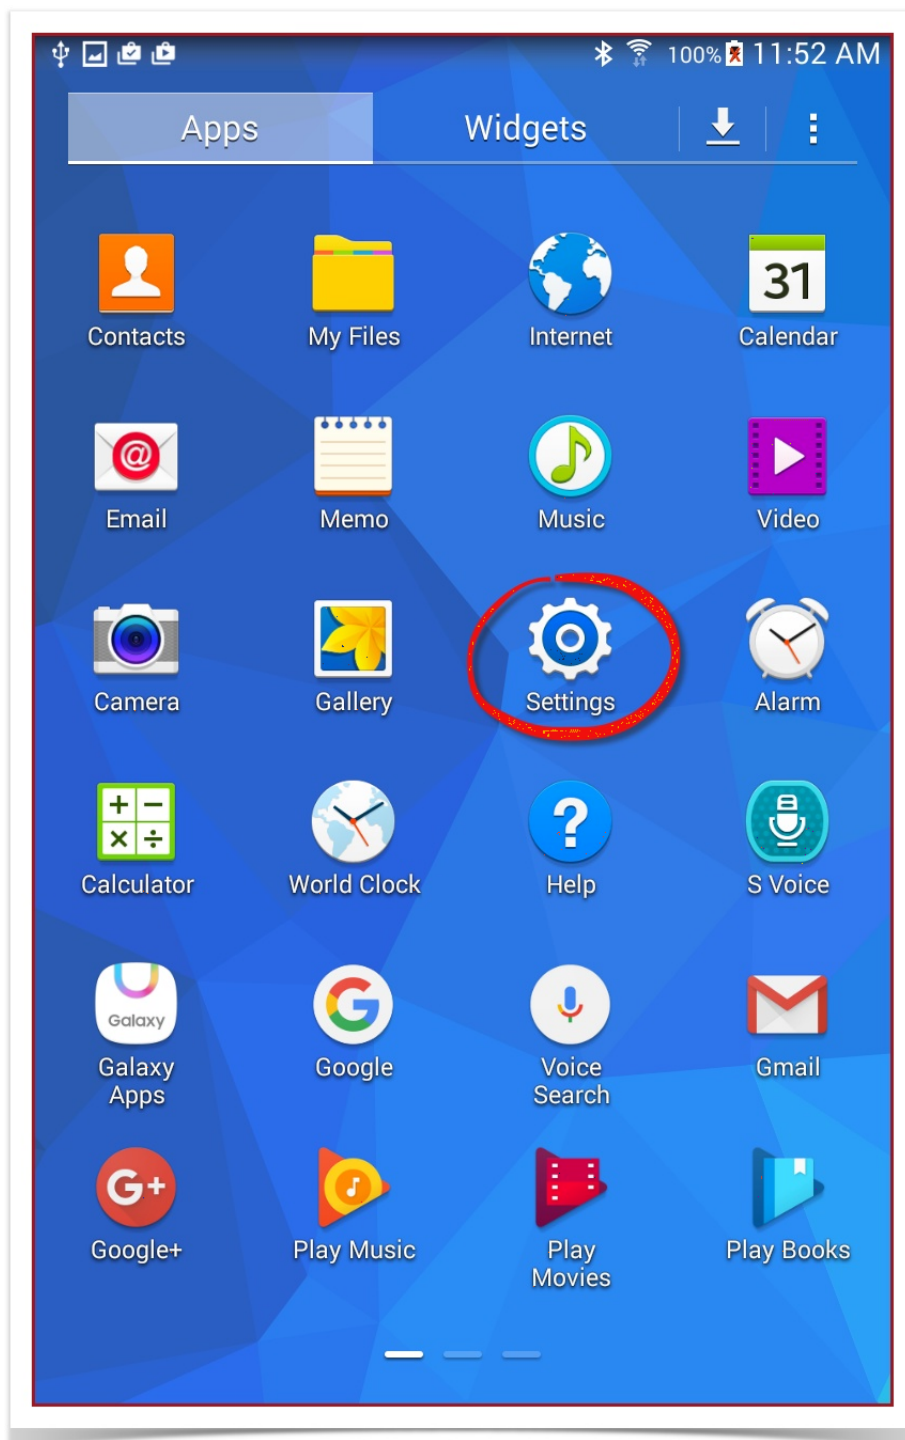 100% 11:52 AM
Apps Widgets
31
Contacts My Files Internet Calendar
@
Email Memo Music Video
Camera Gallery Settings Alarm
+ −
× ÷
?
Calculator World Clock Help S Voice
Galaxy
G
Galaxy
Apps
Google
Voice
Search
Gmail
G+
Google+ Play Music
Play
Movies
Play Books